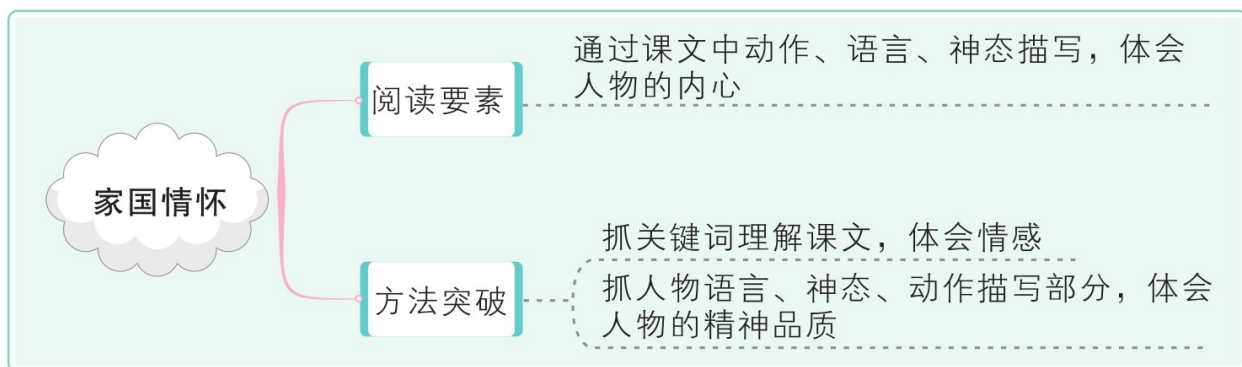 家国情怀
阅读要素
通过课文中动作、语言、神态描写，体会
人物的内心
方法突破
抓关键词理解课文，体会情感
抓人物语言、神态、动作描写部分，体会
人物的精神品质